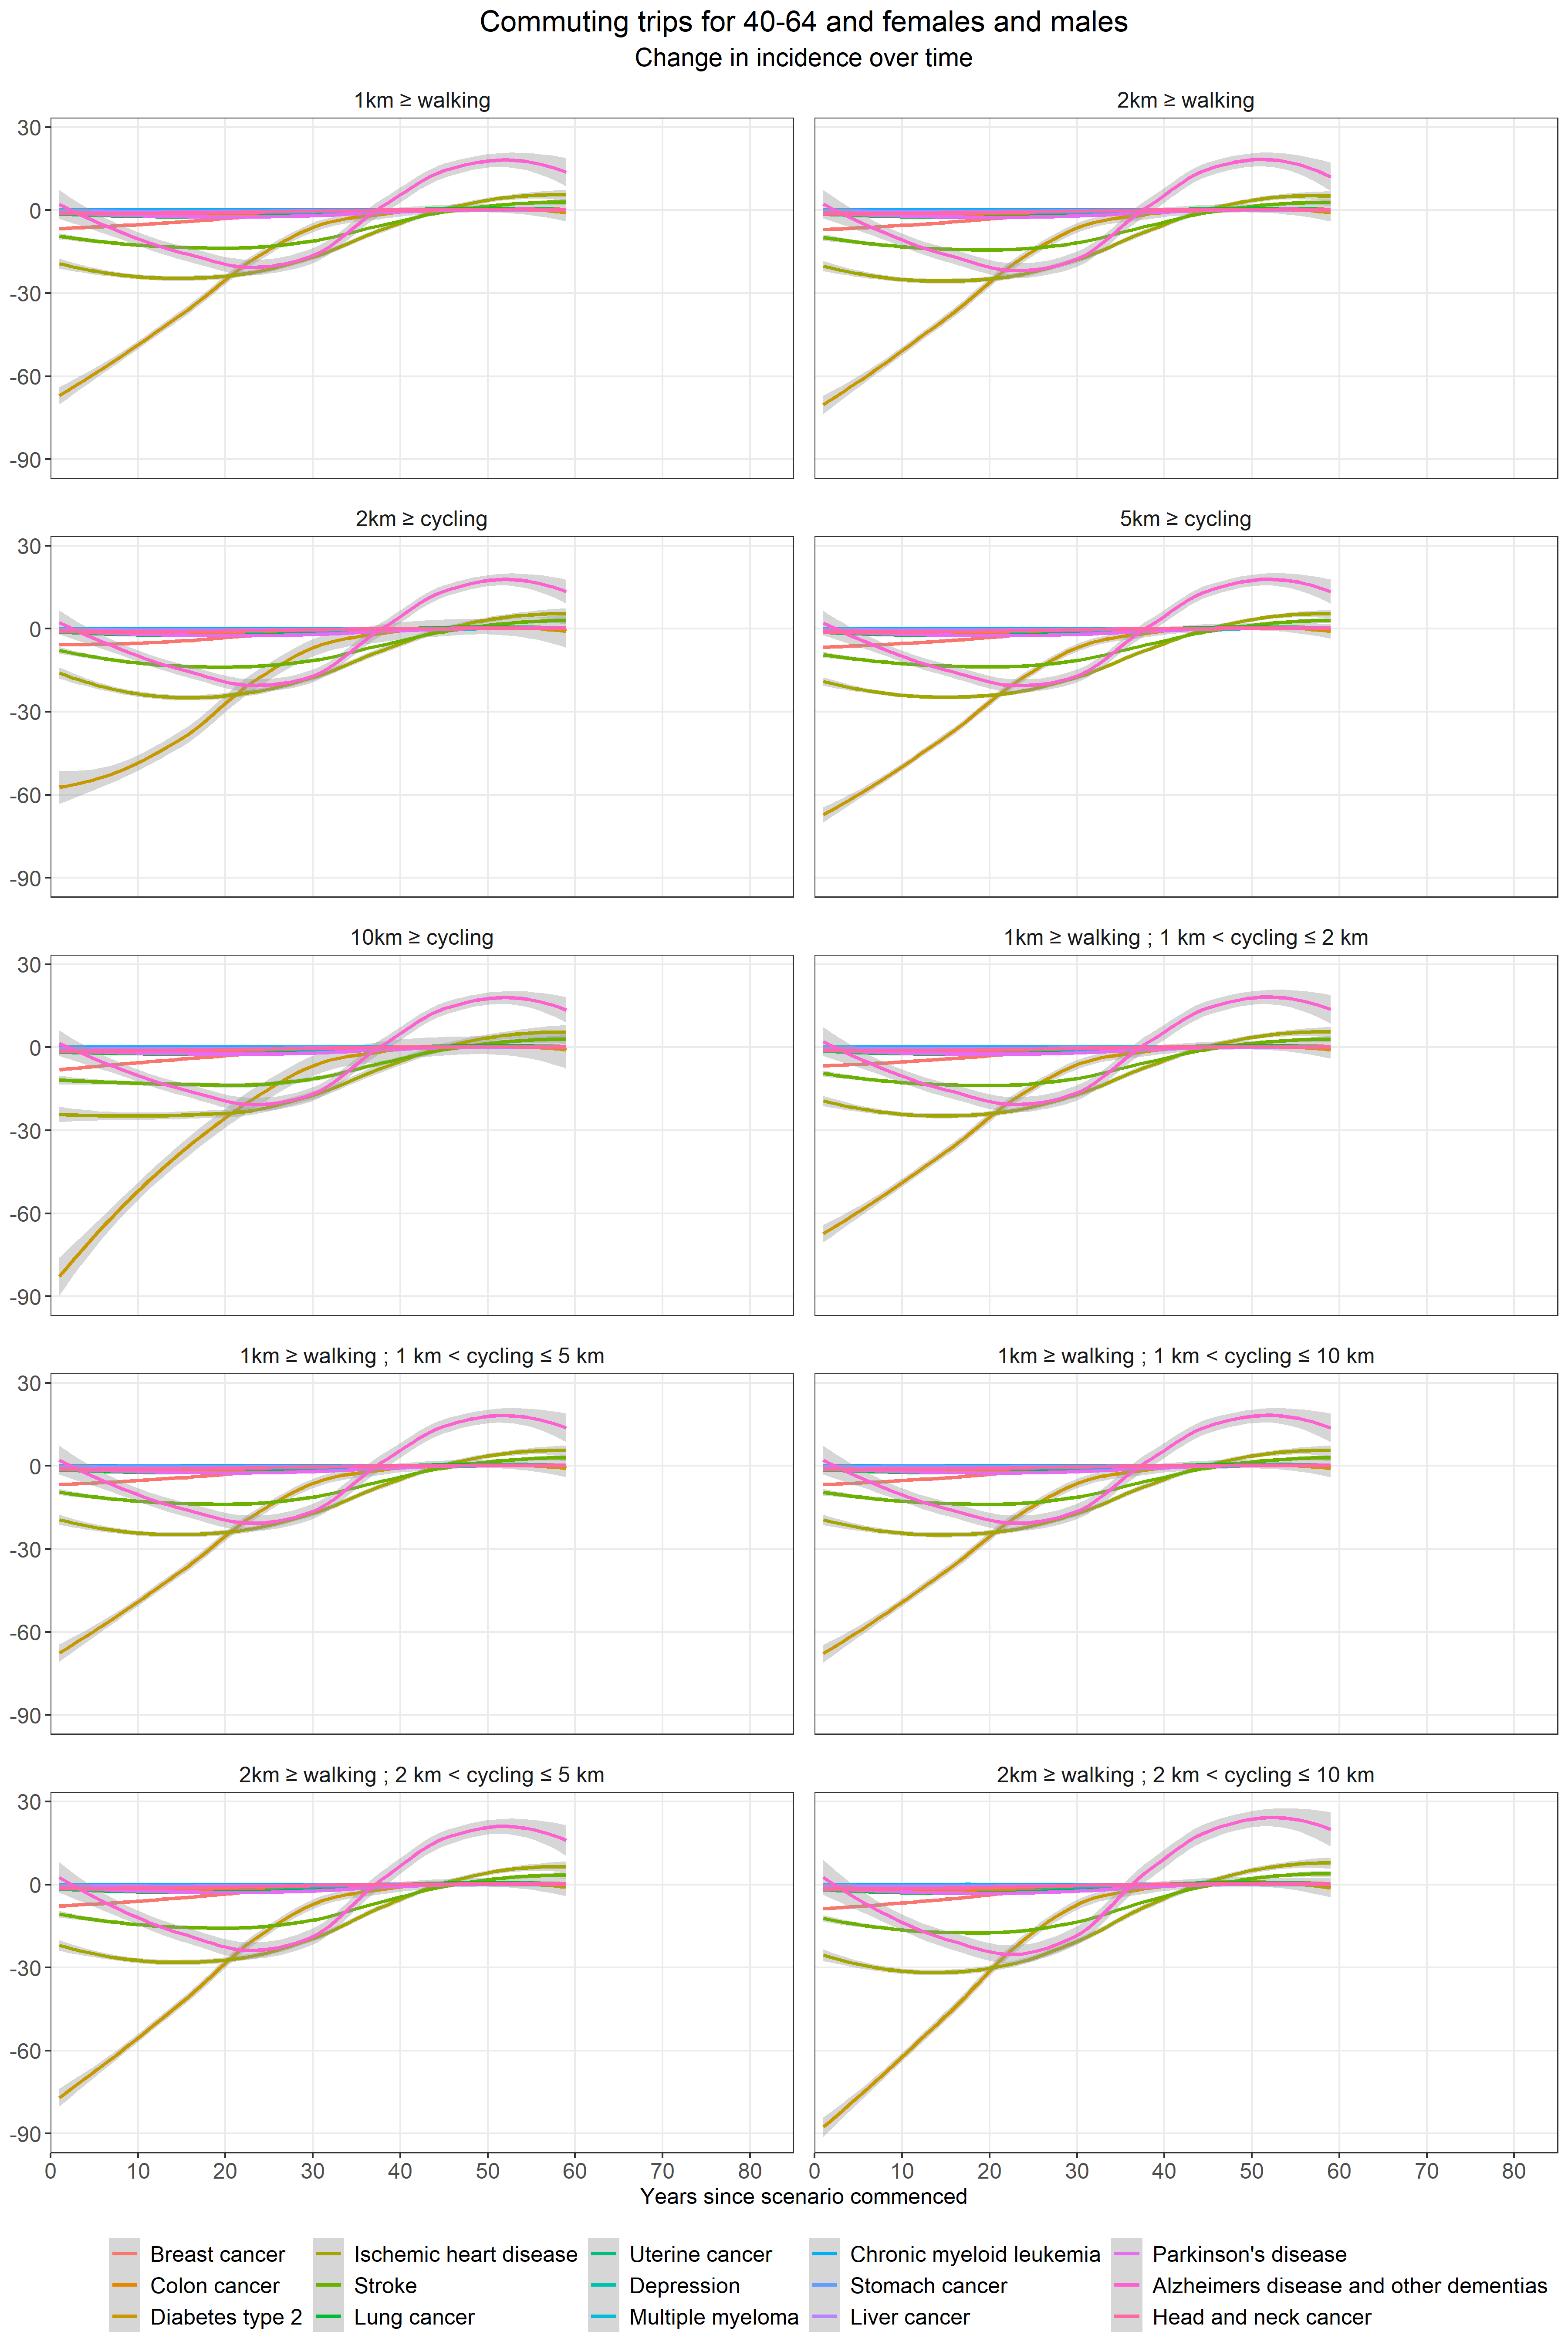 Commuting trips for 40-64 and females and males
Change in incidence over time
1km ≥ walking
2km ≥ walking
30
0
-30
-60
-90
2km ≥ cycling
5km ≥ cycling
30
0
-30
-60
-90
10km ≥ cycling
1km ≥ walking ; 1 km < cycling ≤ 2 km
30
0
-30
-60
-90
1km ≥ walking ; 1 km < cycling ≤ 5 km
1km ≥ walking ; 1 km < cycling ≤ 10 km
30
0
-30
-60
-90
2km ≥ walking ; 2 km < cycling ≤ 5 km
2km ≥ walking ; 2 km < cycling ≤ 10 km
30
0
-30
-60
-90
0 10 20 30 40 50 60 70 80
0 10 20 30 40 50 60 70 80
Years since scenario commenced
Breast cancer
Colon cancer
Diabetes type 2
Ischemic heart disease
Stroke
Lung cancer
Uterine cancer
Depression
Multiple myeloma
Chronic myeloid leukemia
Stomach cancer
Liver cancer
Parkinson's disease
Alzheimers disease and other dementias
Head and neck cancer